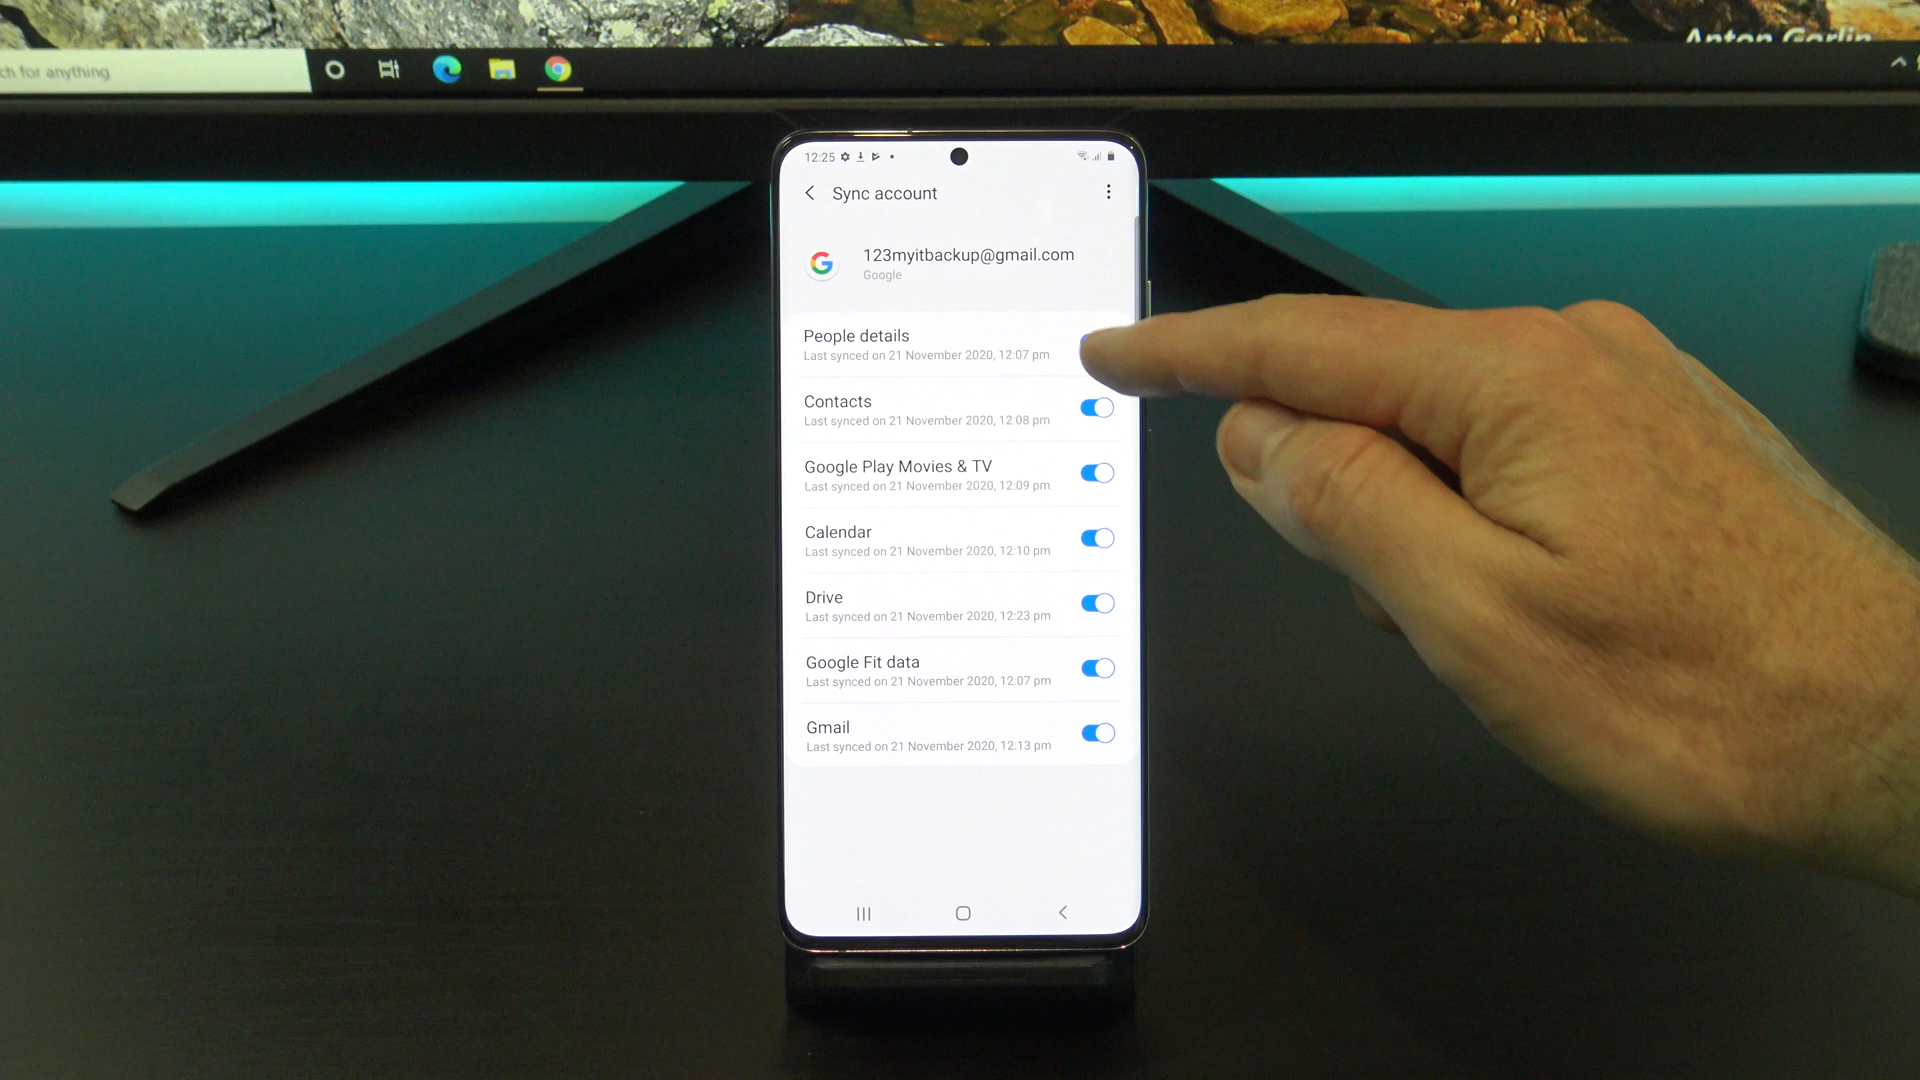 Anton Gorlin
ch for anything
12:25
Sync account
123myitbackup@gmail.com
Google
People details
Last synced on 21 November 2020, 12:07 pm
Contacts
Last synced on 21 November 2020, 12:08 pm
Google Play Movies & TV
Last synced on 21 November 2020, 12:09 pm
Calendar
Last synced on 21 November 2020, 12:10 pm
Drive
Last synced on 21 November 2020, 12:23 pm
Google Fit data
Last synced on 21 November 2020, 12:07 pm
Gmail
Last synced on 21 November 2020, 12:13 pm